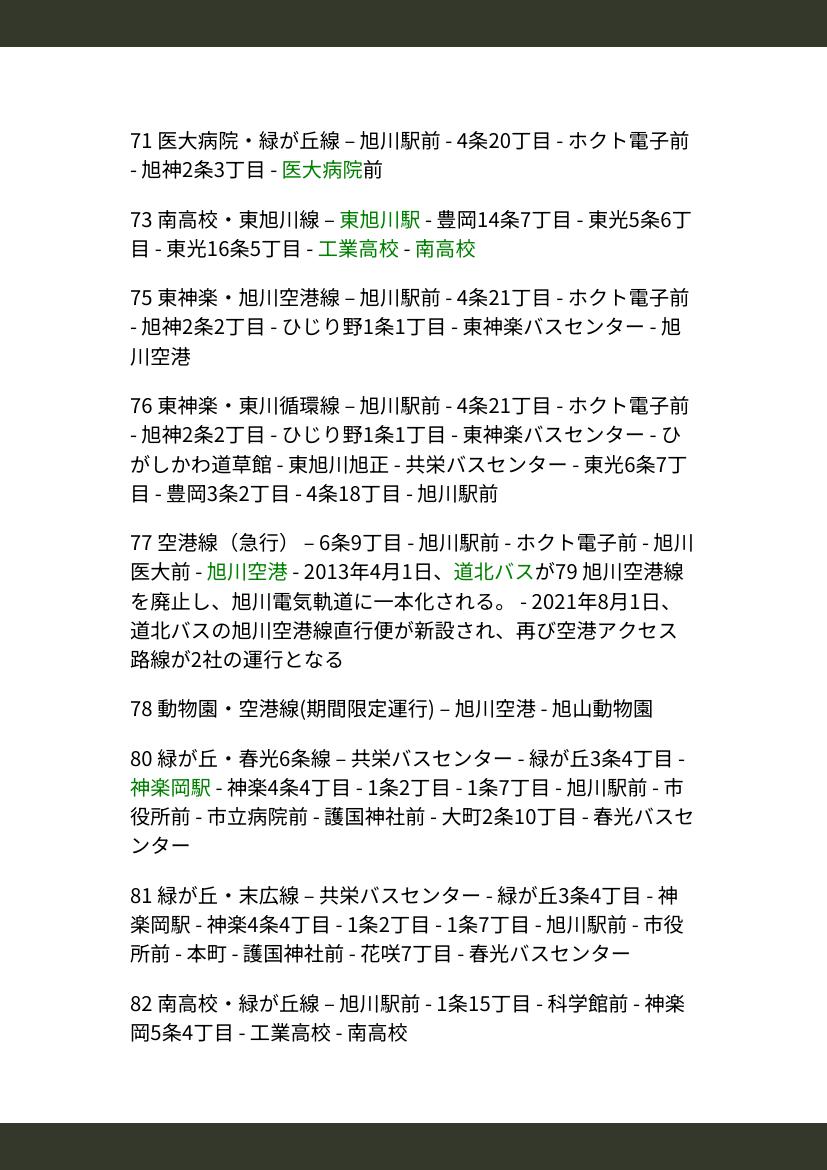 71 医大病院・緑が丘線 – 旭川駅前 - 4条20丁目 - ホクト電子前
- 旭神2条3丁目 - 医大病院前
73 南高校・東旭川線 – 東旭川駅 - 豊岡14条7丁目 - 東光5条6丁
目 - 東光16条5丁目 - 工業高校 - 南高校
75 東神楽・旭川空港線 – 旭川駅前 - 4条21丁目 - ホクト電子前
- 旭神2条2丁目 - ひじり野1条1丁目 - 東神楽バスセンター - 旭
川空港
76 東神楽・東川循環線 – 旭川駅前 - 4条21丁目 - ホクト電子前
- 旭神2条2丁目 - ひじり野1条1丁目 - 東神楽バスセンター - ひ
がしかわ道草館 - 東旭川旭正 - 共栄バスセンター - 東光6条7丁
目 - 豊岡3条2丁目 - 4条18丁目 - 旭川駅前
77 空港線（急行） – 6条9丁目 - 旭川駅前 - ホクト電子前 - 旭川
医大前 - 旭川空港 - 2013年4月1日、道北バスが79 旭川空港線
を廃止し、旭川電気軌道に一本化される。 - 2021年8月1日、
道北バスの旭川空港線直行便が新設され、再び空港アクセス
路線が2社の運行となる
78 動物園・空港線(期間限定運行) – 旭川空港 - 旭山動物園
80 緑が丘・春光6条線 – 共栄バスセンター - 緑が丘3条4丁目 -
神楽岡駅 - 神楽4条4丁目 - 1条2丁目 - 1条7丁目 - 旭川駅前 - 市
役所前 - 市立病院前 - 護国神社前 - 大町2条10丁目 - 春光バスセ
ンター
81 緑が丘・末広線 – 共栄バスセンター - 緑が丘3条4丁目 - 神
楽岡駅 - 神楽4条4丁目 - 1条2丁目 - 1条7丁目 - 旭川駅前 - 市役
所前 - 本町 - 護国神社前 - 花咲7丁目 - 春光バスセンター
82 南高校・緑が丘線 – 旭川駅前 - 1条15丁目 - 科学館前 - 神楽
岡5条4丁目 - 工業高校 - 南高校